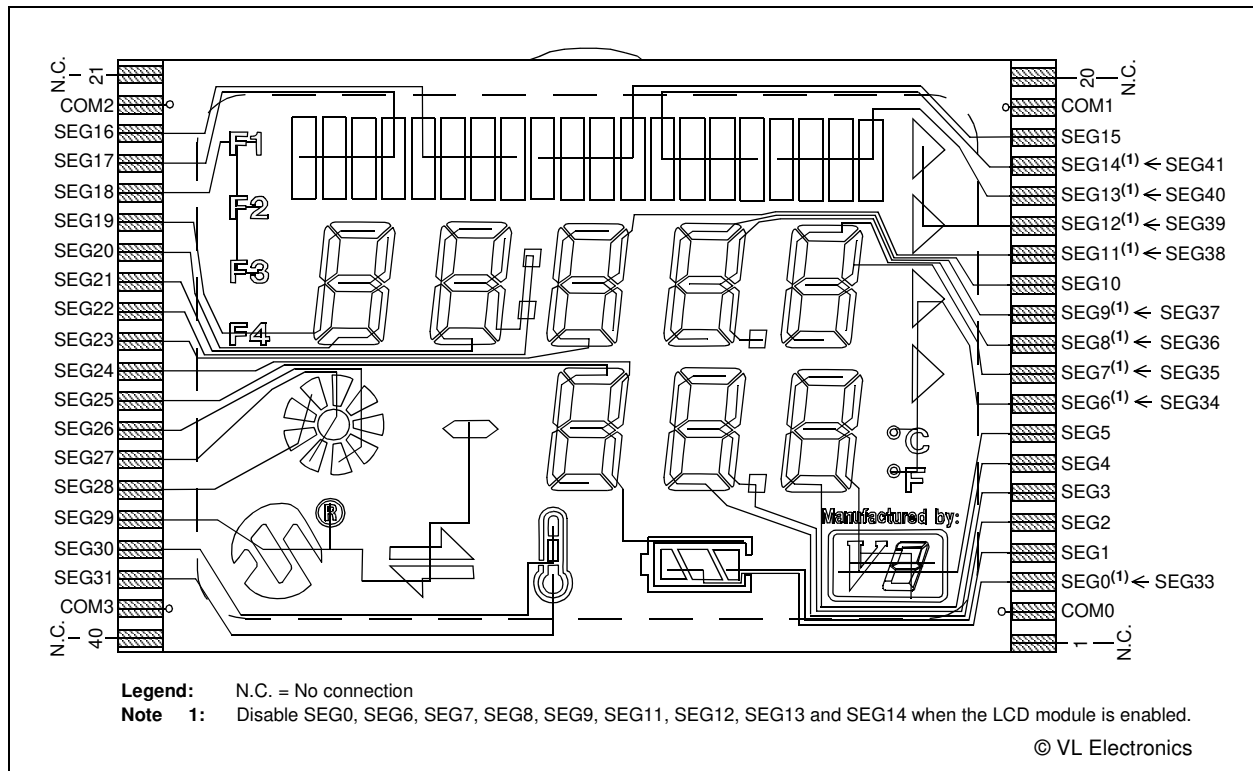 N.C. 21
COM2
SEG16
SEG17
SEG18
SEG19
SEG20
SEG21
SEG22
SEG23
SEG24
SEG25
SEG26
SEG27
SEG28
SEG29
SEG30
SEG31
COM3
N.C. 40
F1
F2
F3
F4
®
°C
°F
Manufactured by:
VI
20 N.C.
COM1
SEG15
SEG14(1) ← SEG41
SEG13(1) ← SEG40
SEG12(1) ← SEG39
SEG11(1) ← SEG38
SEG10
SEG9(1) ← SEG37
SEG8(1) ← SEG36
SEG7(1) ← SEG35
SEG6(1) ← SEG34
SEG5
SEG4
SEG3
SEG2
SEG1
SEG0(1) ← SEG33
COM0
1 N.C.
Legend: N.C. = No connection
Note 1: Disable SEG0, SEG6, SEG7, SEG8, SEG9, SEG11, SEG12, SEG13 and SEG14 when the LCD module is enabled.
© VL Electronics